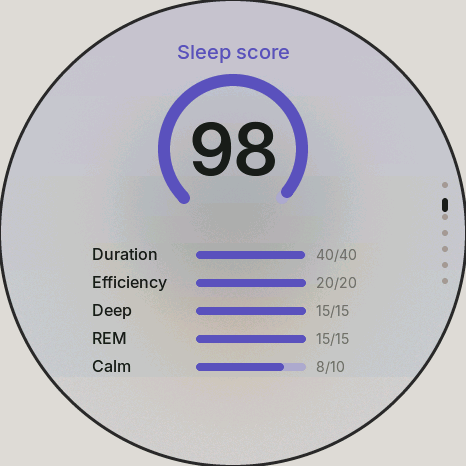 Sleep score
98
Duration 40/40
Efficiency 20/20
Deep 15/15
REM 15/15
Calm 8/10